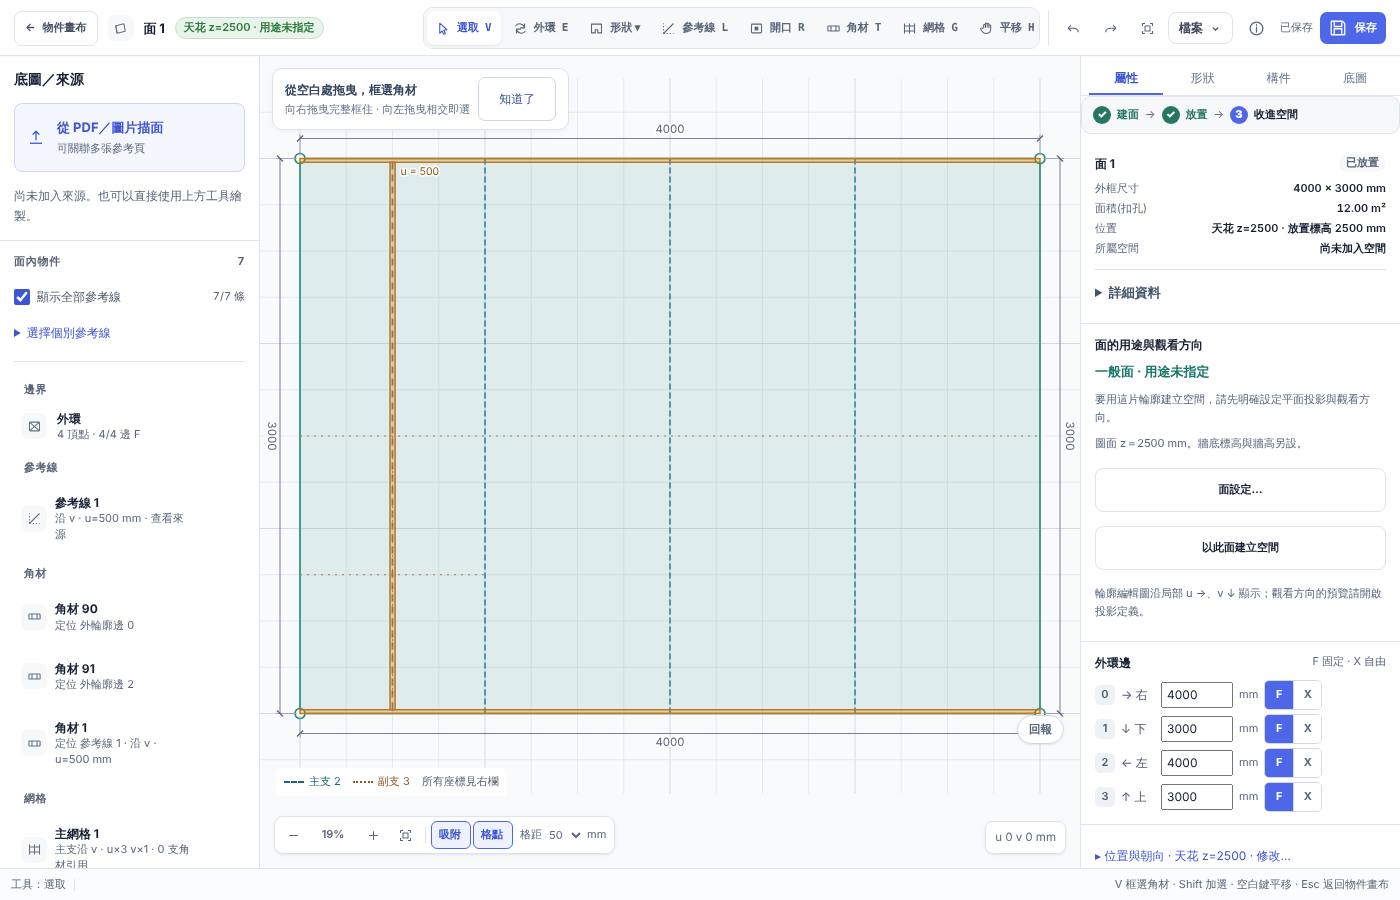 物件畫布
面 1
天花 z=2500 · 用途未指定
選取 V
外環 E
形狀 ▾
參考線 L
開口 R
角材 T
網格 G
平移 H
檔案
已保存
保存
底圖／來源
從 PDF／圖片描面
可關聯多張參考頁
尚未加入來源。也可以直接使用上方工具繪
製。
面內物件 7
顯示全部參考線 7/7 條
▶ 選擇個別參考線
邊界
外環
4 頂點 · 4/4 邊 F
參考線
參考線 1
沿 v · u=500 mm · 查看來
源
角材
角材 90
定位 外輪廓邊 0
角材 91
定位 外輪廓邊 2
角材 1
定位 參考線 1 · 沿 v ·
u=500 mm
網格
主網格 1
主支沿 v · u×3 v×1 · 0 支角
材引用
從空白處拖曳，框選角材
向右拖曳完整框住 · 向左拖曳相交即選
知道了
4000
u = 500
3000
3000
4000
回報
主支 2
副支 3
所有座標見右欄
19%
吸附
格點
格距 50 mm
u 0 v 0 mm
屬性
形狀
構件
底圖
建面 → 放置 → 3 收進空間
面 1 已放置
外框尺寸 4000 × 3000 mm
面積(扣孔) 12.00 m²
位置 天花 z=2500 · 放置標高 2500 mm
所屬空間 尚未加入空間
▶ 詳細資料
面的用途與觀看方向
一般面 · 用途未指定
要用這片輪廓建立空間，請先明確設定平面投影與觀看方
向。
圖面 z = 2500 mm。牆底標高與牆高另設。
面設定...
以此面建立空間
輪廓編輯圖沿局部 u →、v ↓ 顯示；觀看方向的預覽請開啟
投影定義。
外環邊 F 固定 · X 自由
0 → 右 4000 mm F X
1 ↓ 下 3000 mm F X
2 ← 左 4000 mm F X
3 ↑ 上 3000 mm F X
▸ 位置與朝向 · 天花 z=2500 · 修改...
工具：選取
V 框選角材 · Shift 加選 · 空白鍵平移 · Esc 返回物件畫布